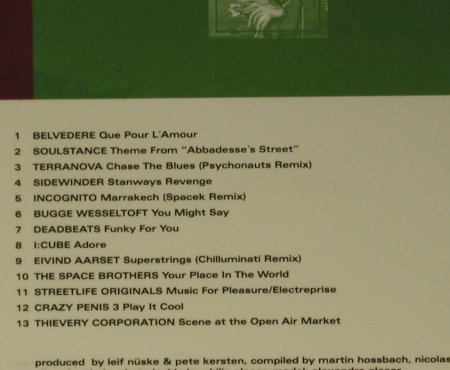 1 BELVEDERE Que Pour L´Amour
2 SOULSTANCE Theme From "Abbadesse´s Street"
3 TERRANOVA Chase The Blues (Psychonauts Remix)
4 SIDEWINDER Stanways Revenge
5 INCOGNITO Marrakech (Spacek Remix)
6 BUGGE WESSELTOFT You Might Say
7 DEADBEATS Funky For You
8 I:CUBE Adore
9 EIVIND AARSET Superstrings (Chilluminati Remix)
10 THE SPACE BROTHERS Your Place In The World
11 STREETLIFE ORIGINALS Music For Pleasure/Electreprise
12 CRAZY PENIS 3 Play It Cool
13 THIEVERY CORPORATION Scene at the Open Air Market
produced by leif nüske & pete kersten, compiled by martin hossbach, nicolas